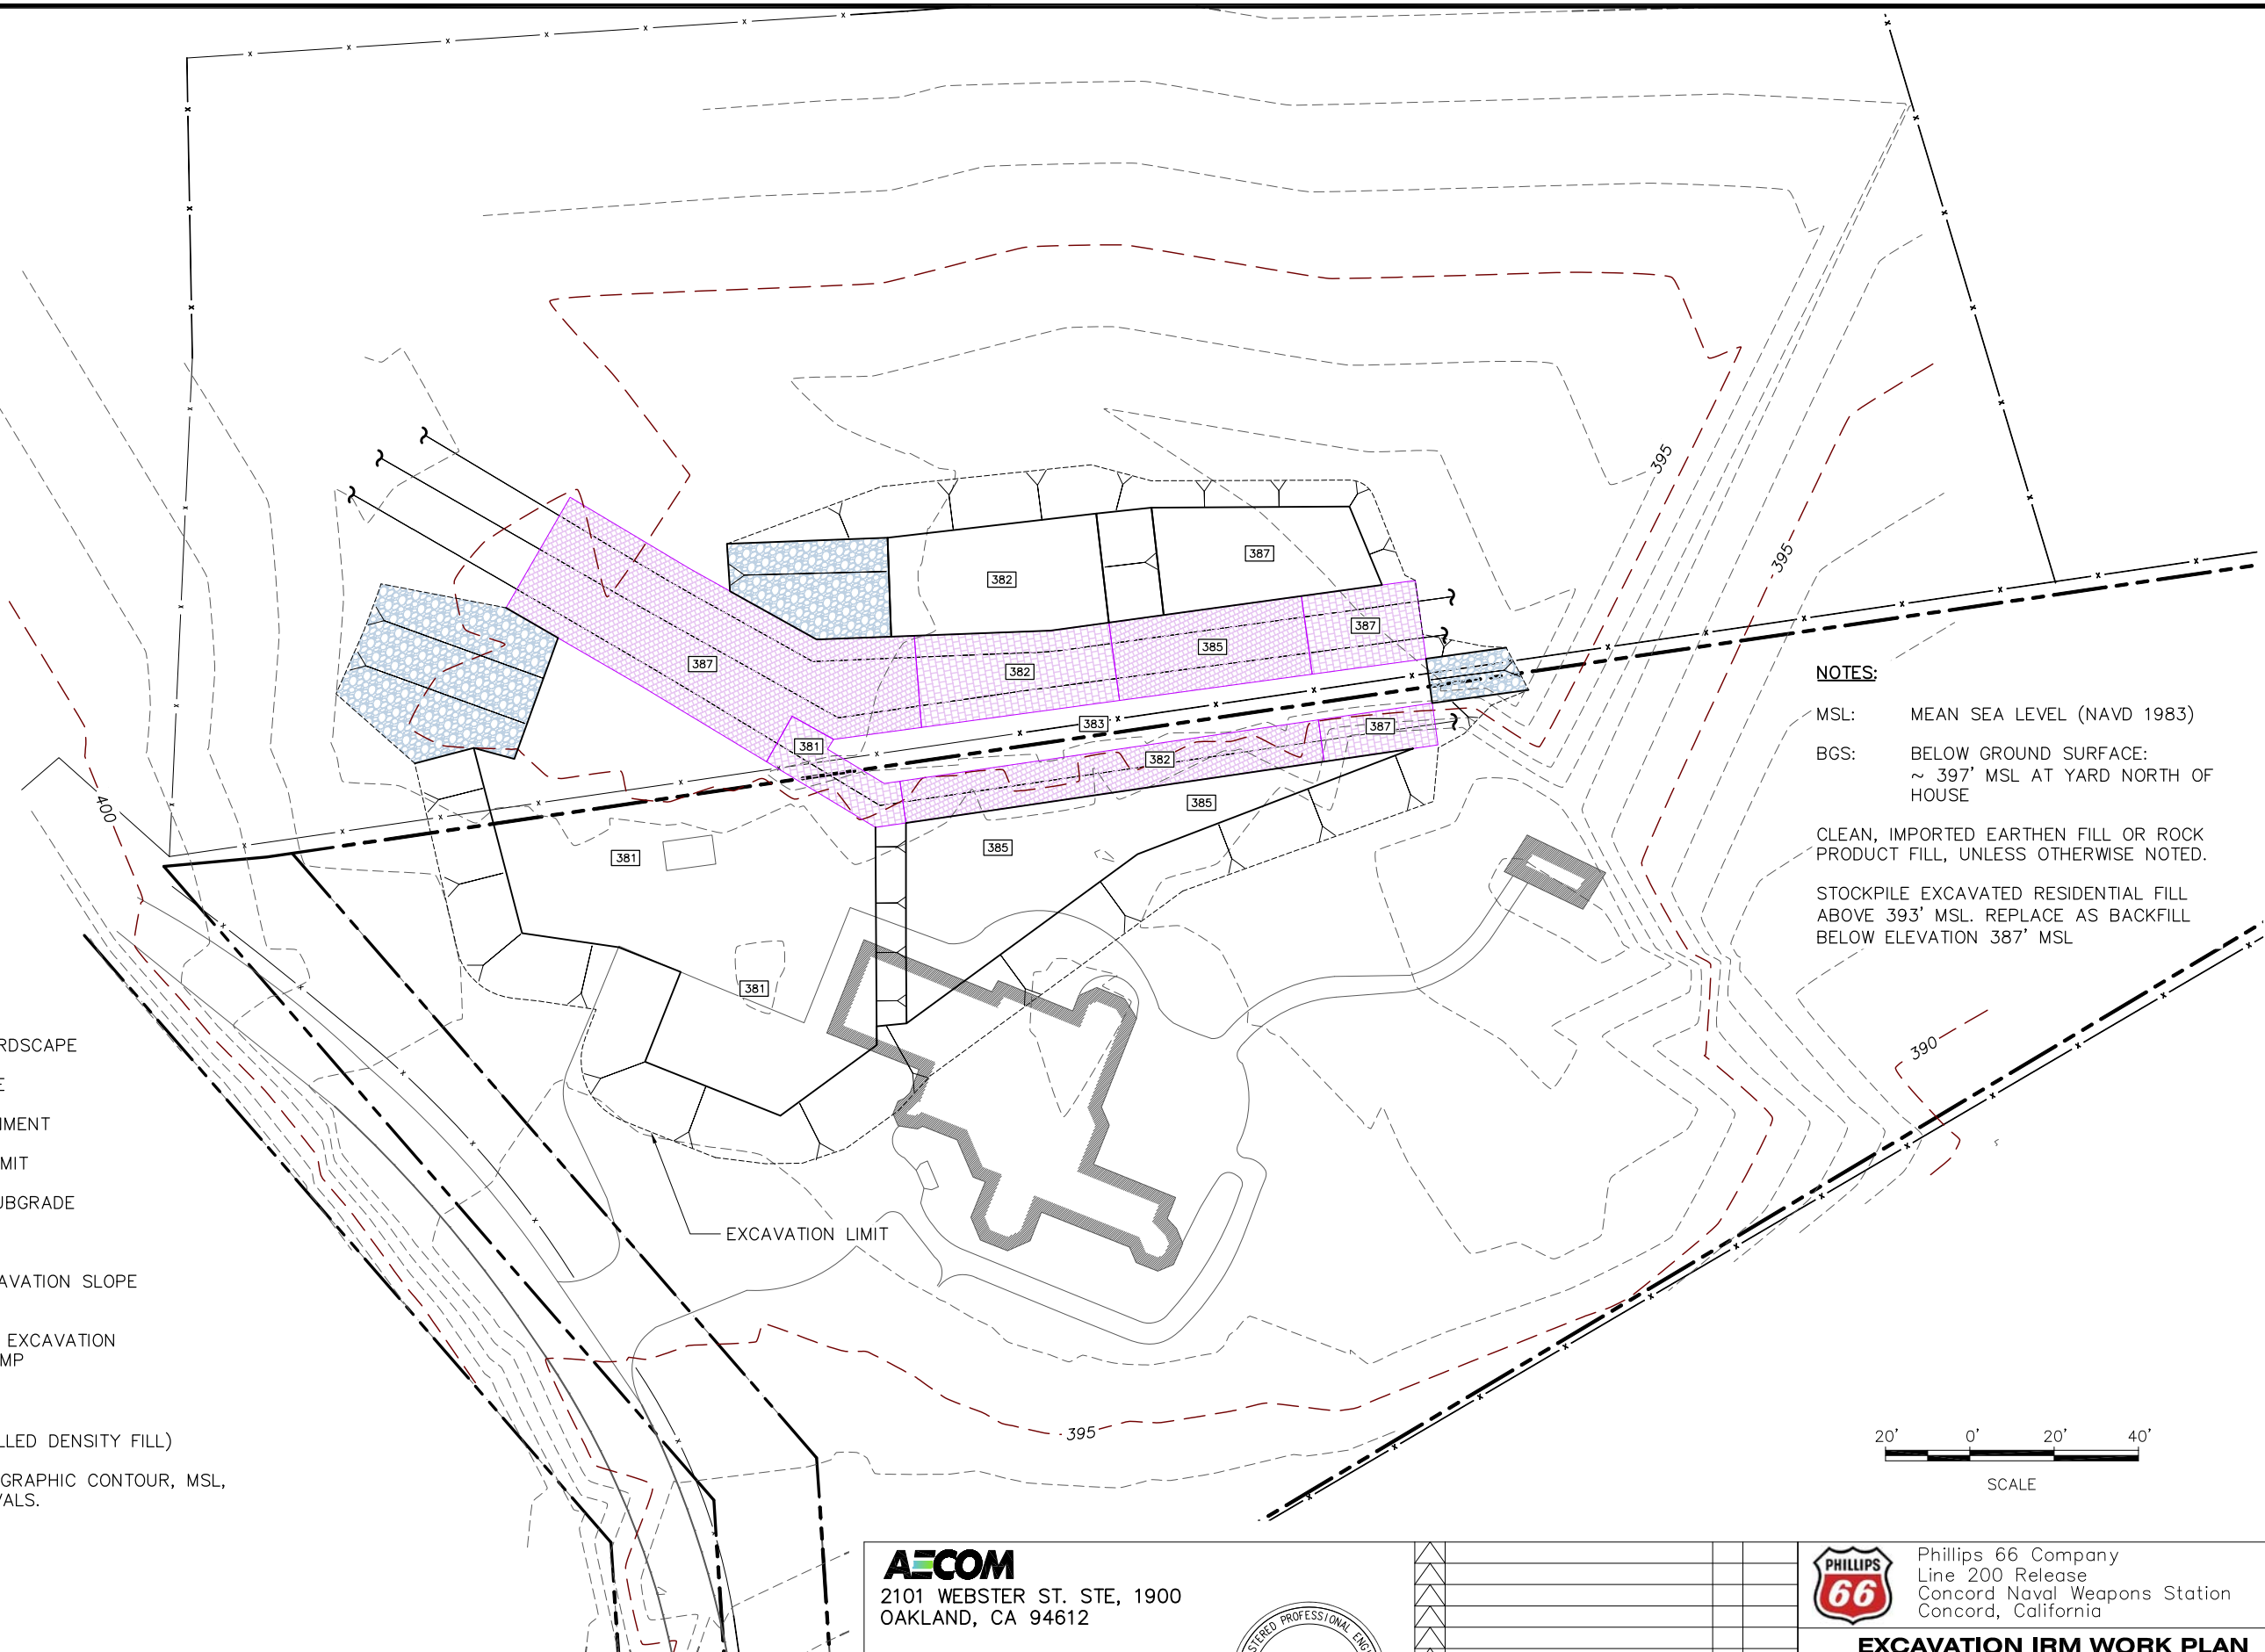 395
395
387
382
387
385
382
387
387
383
381
382
385
385
381
381
400
390
395
NOTES:
MSL: MEAN SEA LEVEL (NAVD 1983)
BGS: BELOW GROUND SURFACE:
~ 397' MSL AT YARD NORTH OF
HOUSE
CLEAN, IMPORTED EARTHEN FILL OR ROCK
PRODUCT FILL, UNLESS OTHERWISE NOTED.
STOCKPILE EXCAVATED RESIDENTIAL FILL
ABOVE 393' MSL. REPLACE AS BACKFILL
BELOW ELEVATION 387' MSL
RDSCAPE
E
NMENT
MIT
UBGRADE
AVATION SLOPE
EXCAVATION
MP
LLED DENSITY FILL)
GRAPHIC CONTOUR, MSL,
VALS.
EXCAVATION LIMIT
20' 0' 20' 40'
SCALE
AECOM
2101 WEBSTER ST. STE, 1900
OAKLAND, CA 94612
STERED PROFESSIONAL ENG
PHILLIPS
66
Phillips 66 Company
Line 200 Release
Concord Naval Weapons Station
Concord, California
EXCAVATION IRM WORK PLAN